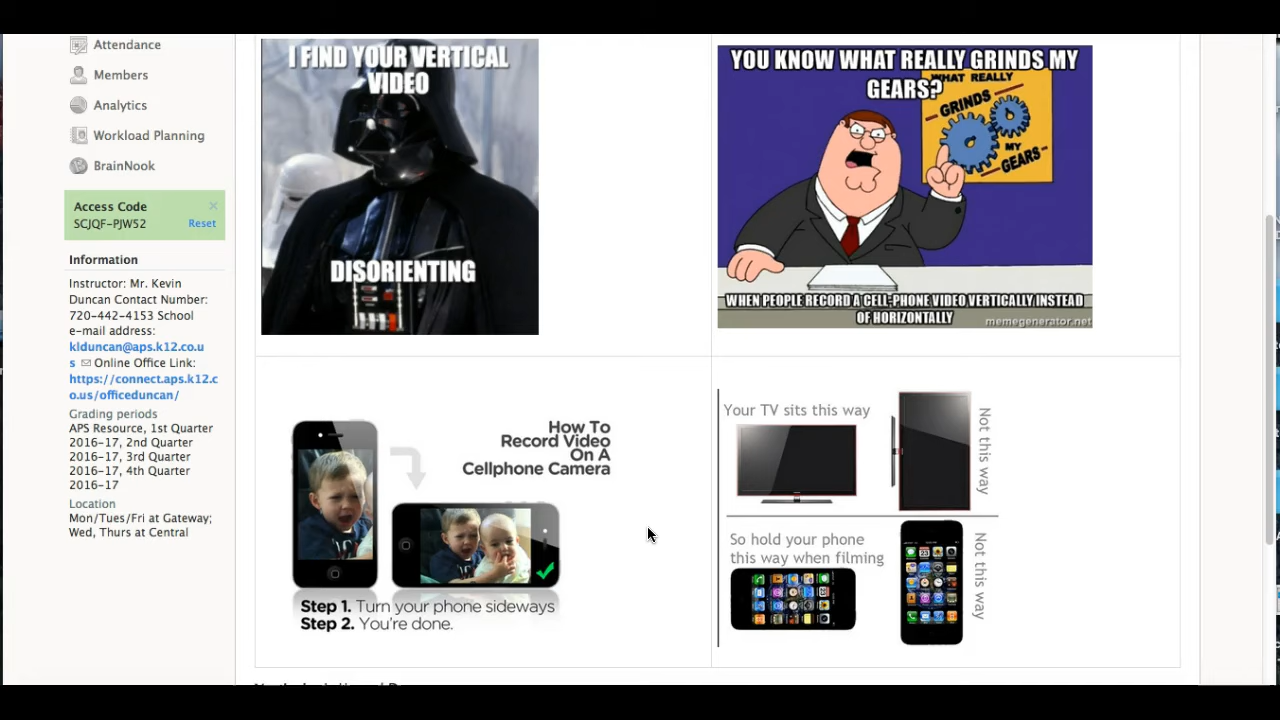 Attendance
Members
Analytics
Workload Planning
BrainNook
Access Code
SCJQF-PJW52
Reset
Information
Instructor: Mr. Kevin
Duncan Contact Number:
720-442-4153 School
e-mail address:
klduncan@aps.k12.co.u
s Online Office Link:
https://connect.aps.k12.c
o.us/officeduncan/
Grading periods
APS Resource, 1st Quarter
2016-17, 2nd Quarter
2016-17, 3rd Quarter
2016-17, 4th Quarter
2016-17
Location
Mon/Tues/Fri at Gateway;
Wed, Thurs at Central
I FIND YOUR VERTICAL
VIDEO
DISORIENTING
YOU KNOW WHAT REALLY GRINDS MY
GEARS?
WHAT REALLY
GRINDS
MY
GEARS
WHEN PEOPLE RECORD A CELL-PHONE VIDEO VERTICALLY INSTEAD
OF HORIZONTALLY
memegenerator.net
How To
Record Video
On A
Cellphone Camera
Step 1. Turn your phone sideways
Step 2. You're done.
Your TV sits this way
Not this way
So hold your phone
this way when filming
Not this way